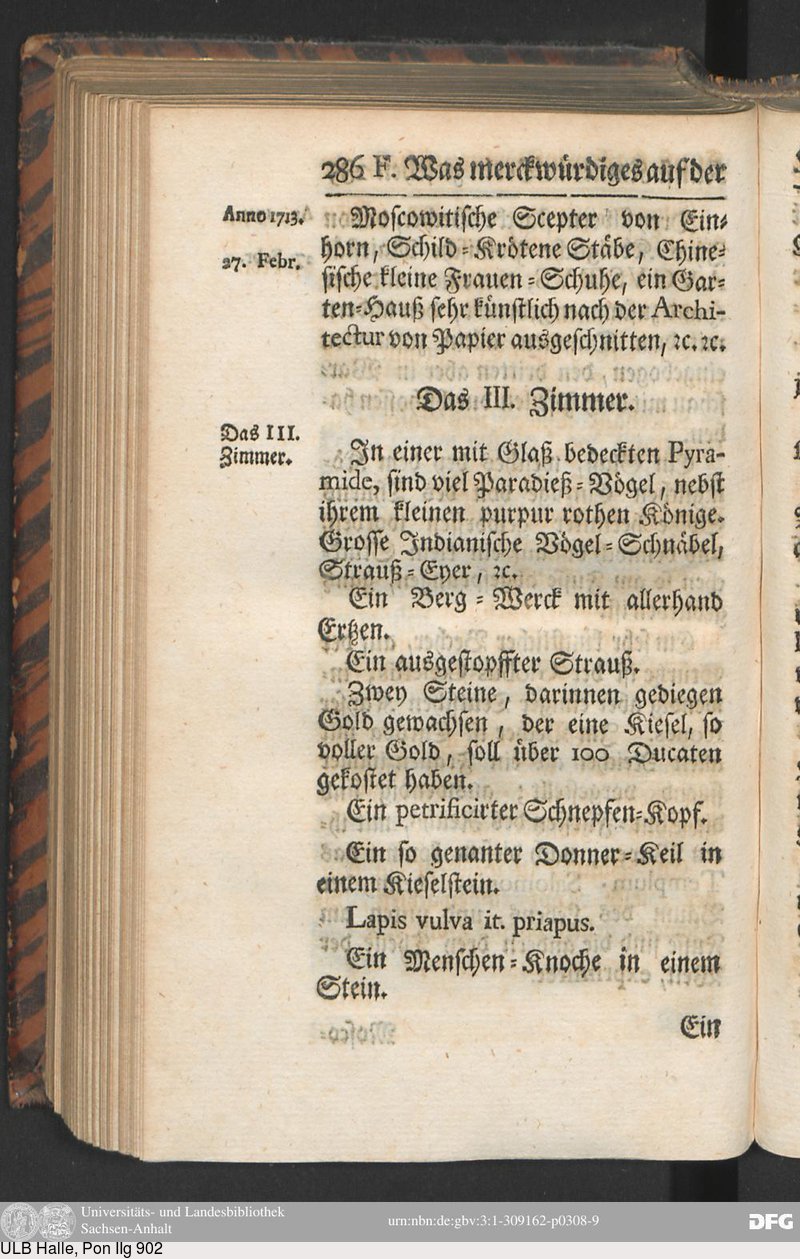 286 F. Was merckwürdiges auf der
Anno 1713.
27. Febr.
Moscowitische Scepter von Ein-
horn, Schild-Krötene Stäbe, Chine-
sische kleine Frauen-Schuhe, ein Gar-
ten-Hauß sehr künstlich nach der Archi-
tectur von Papier ausgeschnitten, ꝛc. ꝛc.
Das III. Zimmer.
Das III.
Zimmer.
In einer mit Glaß bedeckten Pyra-
mide, sind viel Paradieß-Vögel, nebst
ihrem kleinen purpur rothen Könige.
Grosse Indianische Vögel-Schnäbel,
Strauß-Eyer, ꝛc.
Ein Berg-Werck mit allerhand
Ertzen.
Ein ausgestopffter Strauß.
Zwey Steine, darinnen gediegen
Gold gewachsen, der eine Kiesel, so
voller Gold, soll über 100 Ducaten
gekostet haben.
Ein petrificirter Schnepfen-Kopf.
Ein so genanter Donner-Keil in
einem Kieselstein.
Lapis vulva it. priapus.
Ein Menschen-Knoche in einem
Stein.
Ein
Universitäts- und Landesbibliothek
Sachsen-Anhalt
urn:nbn:de:gbv:3:1-309162-p0308-9
DFG
ULB Halle, Pon IIg 902